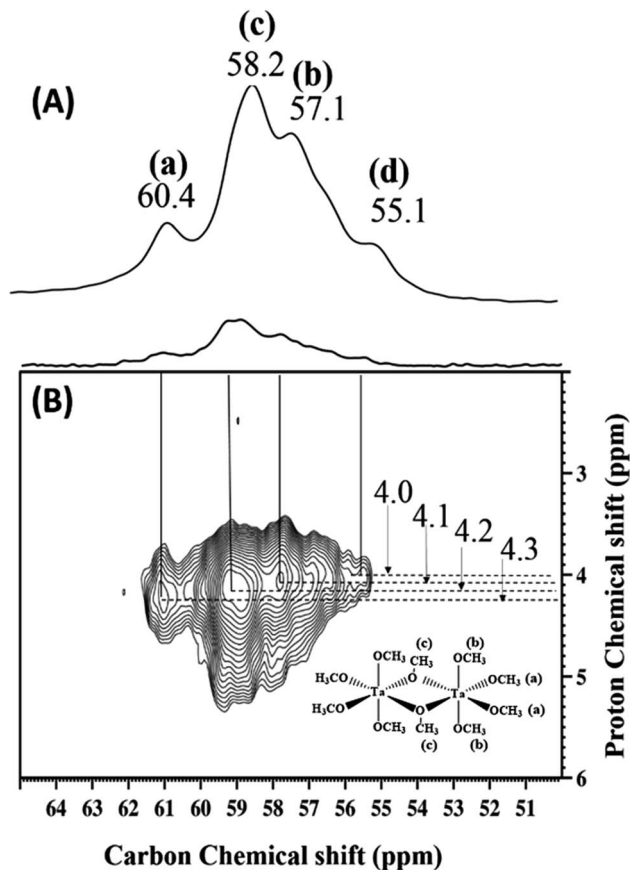 (A)
(a)
60.4
(c)
58.2
(b)
57.1
(d)
55.1
(B)
4.0
4.1
4.2
4.3
(c) (b)
OCH3 CH3 OCH3
H3CO O OCH3 (a)
Ta Ta
H3CO O OCH3 (a)
OCH3 CH3 OCH3
(c) (b)
3
4
5
6
Proton Chemical shift (ppm)
64 63 62 61 60 59 58 57 56 55 54 53 52 51
Carbon Chemical shift (ppm)